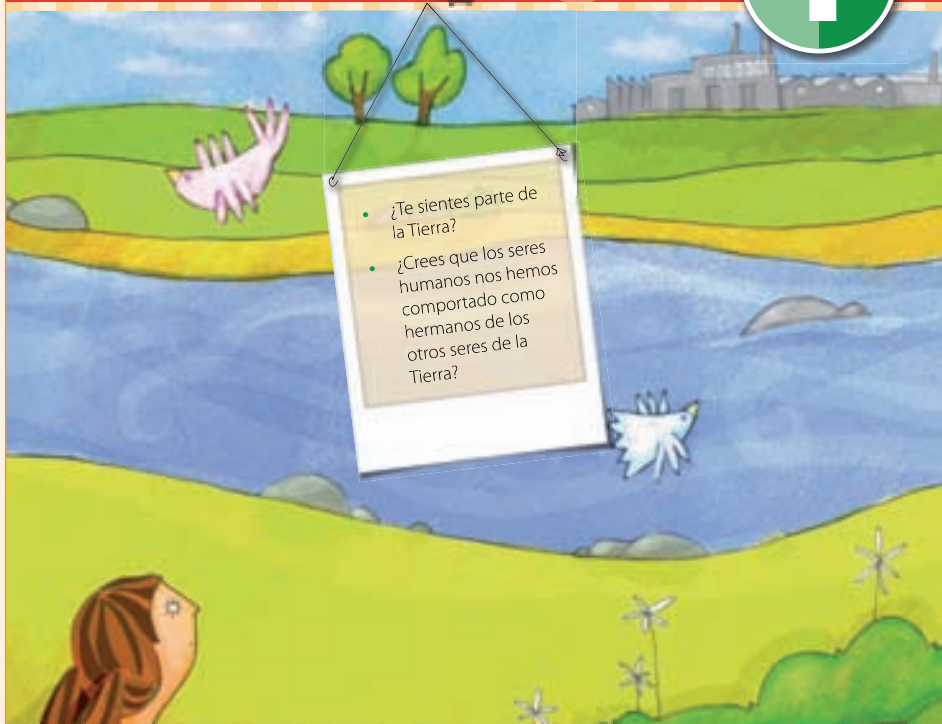 • ¿Te sientes parte de
la Tierra?
• ¿Crees que los seres
humanos nos hemos
comportado como
hermanos de los
otros seres de la
Tierra?